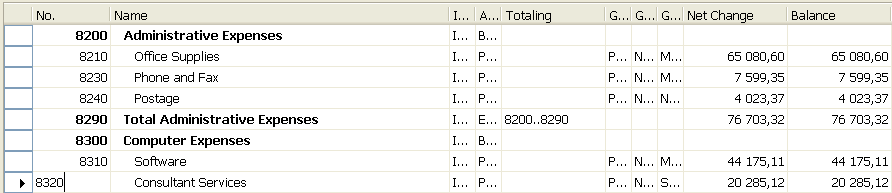 No. Name I... A... Totaling G... G... G... Net Change Balance
8200 Administrative Expenses I... B...
8210 Office Supplies I... P... P... N... M... 65 080,60 65 080,60
8230 Phone and Fax I... P... P... N... M... 7 599,35 7 599,35
8240 Postage I... P... P... N... N... 4 023,37 4 023,37
8290 Total Administrative Expenses I... E... 8200..8290 76 703,32 76 703,32
8300 Computer Expenses I... B...
8310 Software I... P... P... N... M... 44 175,11 44 175,11
8320 Consultant Services I... P... P... N... S... 20 285,12 20 285,12